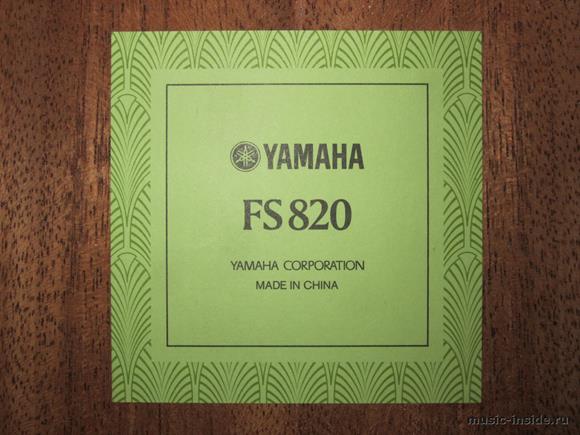 YAMAHA
FS820
YAMAHA CORPORATION
MADE IN CHINA
music-inside.ru